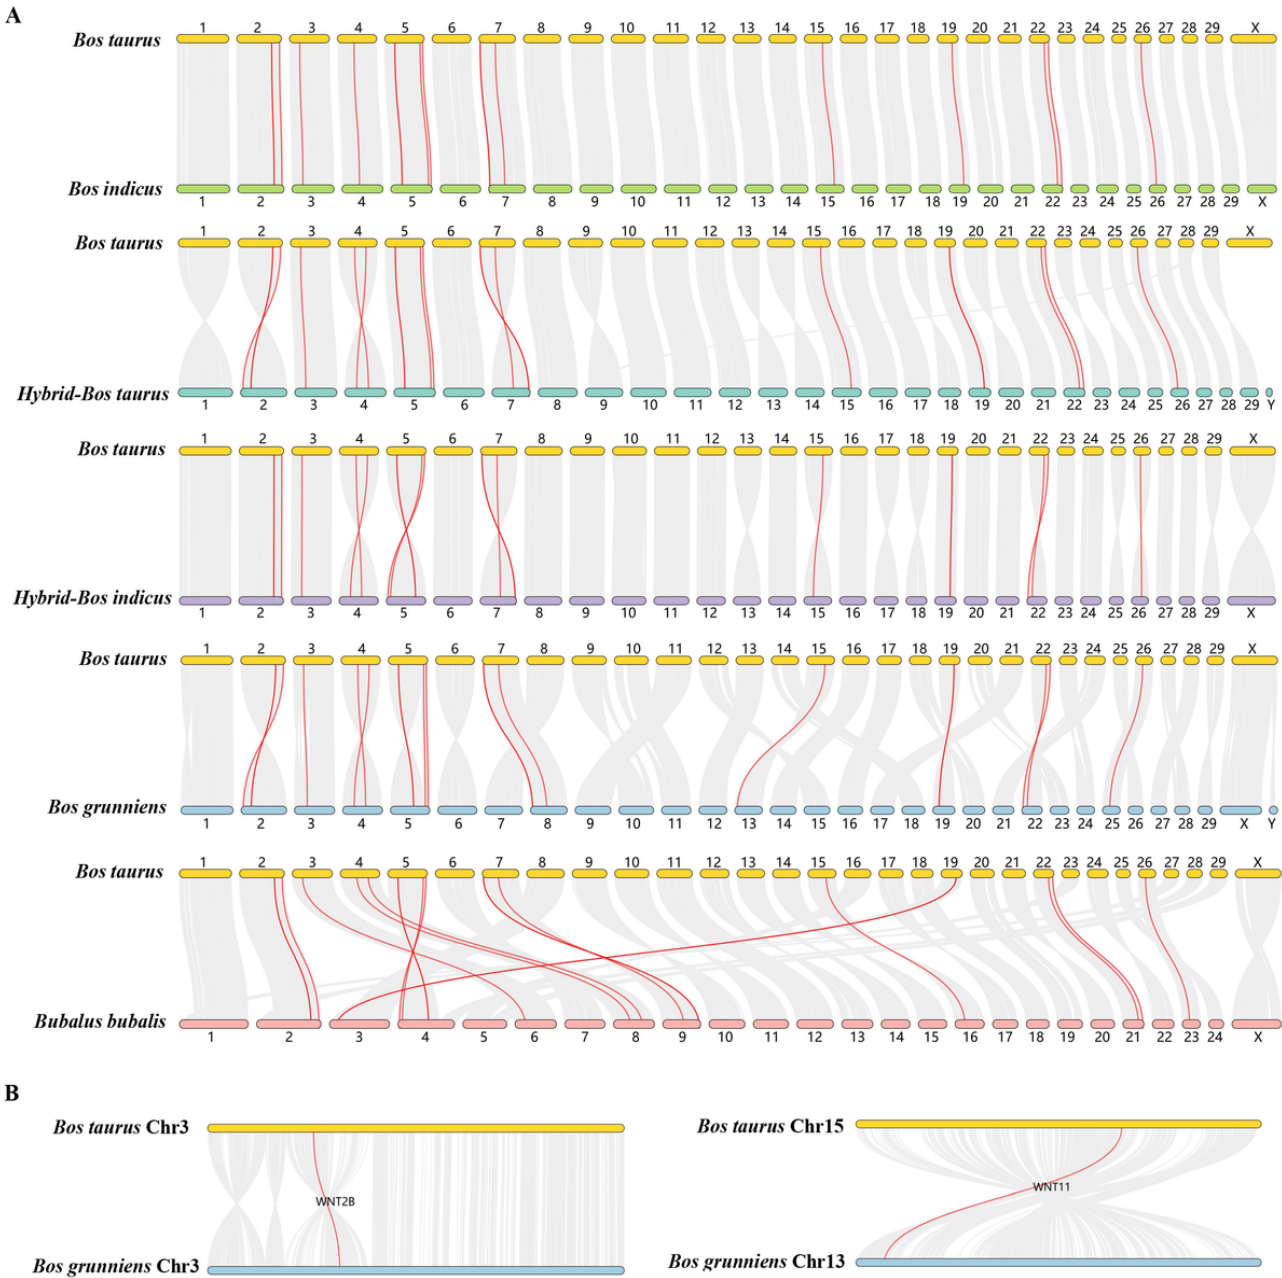 A
1 2 3 4 5 6 7 8 9 10 11 12 13 14 15 16 17 18 19 20 21 22 23 24 25 26 27 28 29 X
Bos taurus
Bos indicus
1 2 3 4 5 6 7 8 9 10 11 12 13 14 15 16 17 18 19 20 21 22 23 24 25 26 27 28 29 X
1 2 3 4 5 6 7 8 9 10 11 12 13 14 15 16 17 18 19 20 21 22 23 24 25 26 27 28 29 X
Bos taurus
Hybrid-Bos taurus
1 2 3 4 5 6 7 8 9 10 11 12 13 14 15 16 17 18 19 20 21 22 23 24 25 26 27 28 29 Y
1 2 3 4 5 6 7 8 9 10 11 12 13 14 15 16 17 18 19 20 21 22 23 24 25 26 27 28 29 X
Bos taurus
Hybrid-Bos indicus
1 2 3 4 5 6 7 8 9 10 11 12 13 14 15 16 17 18 19 20 21 22 23 24 25 26 27 28 29 X
1 2 3 4 5 6 7 8 9 10 11 12 13 14 15 16 17 18 19 20 21 22 23 24 25 26 27 28 29 X
Bos taurus
Bos grunniens
1 2 3 4 5 6 7 8 9 10 11 12 13 14 15 16 17 18 19 20 21 22 23 24 25 26 27 28 29 X Y
1 2 3 4 5 6 7 8 9 10 11 12 13 14 15 16 17 18 19 20 21 22 23 24 25 26 27 28 29 X
Bos taurus
Bubalus bubalis
1 2 3 4 5 6 7 8 9 10 11 12 13 14 15 16 17 18 19 20 21 22 23 24 X
B
Bos taurus Chr3
WNT2B
Bos grunniens Chr3
Bos taurus Chr15
WNT11
Bos grunniens Chr13